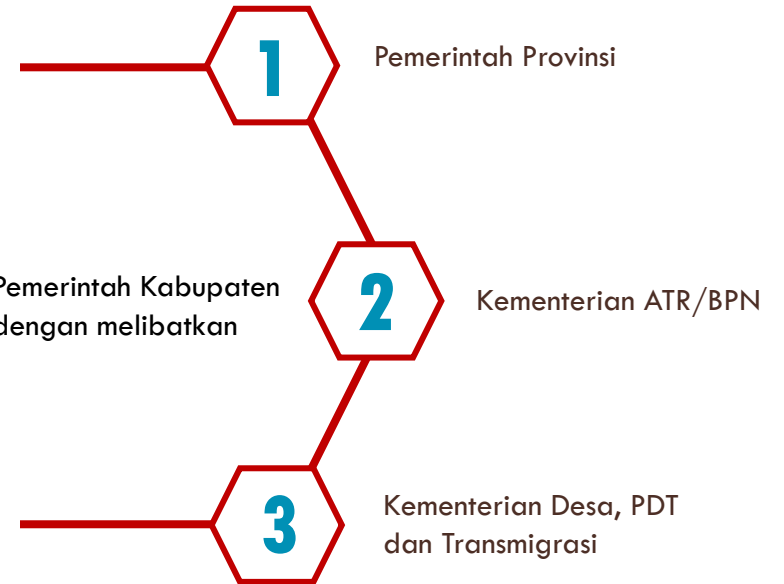 1
Pemerintah Provinsi
Pemerintah Kabupaten
dengan melibatkan
2
Kementerian ATR/BPN
3
Kementerian Desa, PDT
dan Transmigrasi